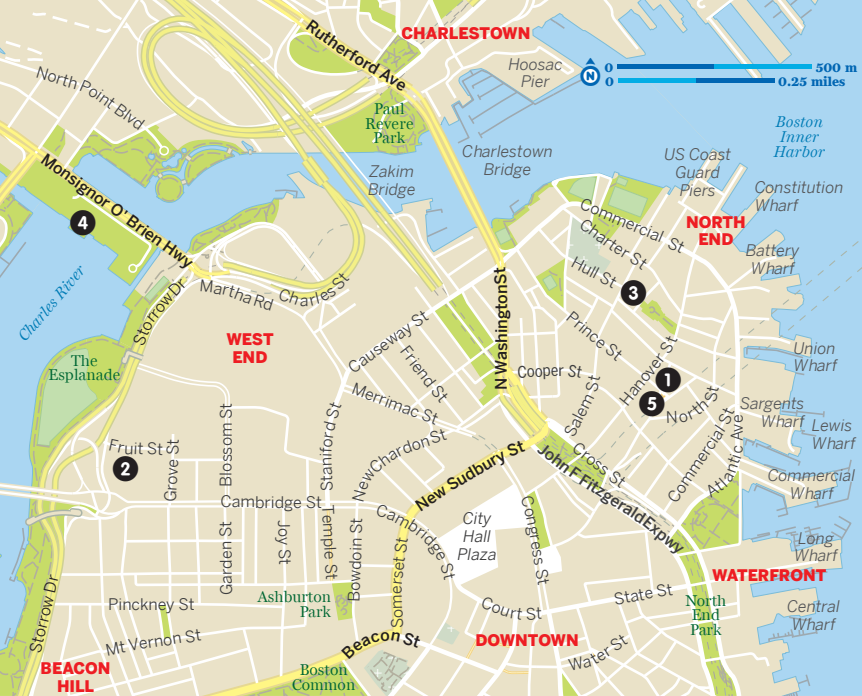 CHARLESTOWN
Rutherford Ave
Hoosac
Pier
N
0
500 m
0
0.25 miles
North Point Blvd
Paul
Revere
Park
Boston
Inner
Harbor
Zakim
Bridge
Charlestown
Bridge
US Coast
Guard
Piers
Constitution
Wharf
Monsignor O'Brien Hwy
4
Commercial St
NORTH
END
Charter St
Battery
Wharf
Hull St
3
Charles River
Storrow Dr
Martha Rd
Charles St
N Washington St
WEST
END
Causeway St
Prince St
Union
Wharf
The
Esplanade
Friend St
Cooper St
Hanover St
1
5
Merrimac St
Salem St
North St
Sargents
Wharf
Lewis
Wharf
Fruit St
2
Grove St
Blossom St
Staniford St
New Chardon St
New Sudbury St
Cross St
John F Fitzgerald Expwy
Commercial St
Atlantic Ave
Commercial
Wharf
Cambridge St
Cambridge St
City
Hall
Plaza
Congress St
Long
Wharf
Garden St
Joy St
Temple St
Bowdoin St
Somerset St
WATERFRONT
Storrow Dr
Pinckney St
Ashburton
Park
Court St
State St
North
End
Park
Central
Wharf
Mt Vernon St
Beacon St
DOWNTOWN
Water St
BEACON
HILL
Boston
Common